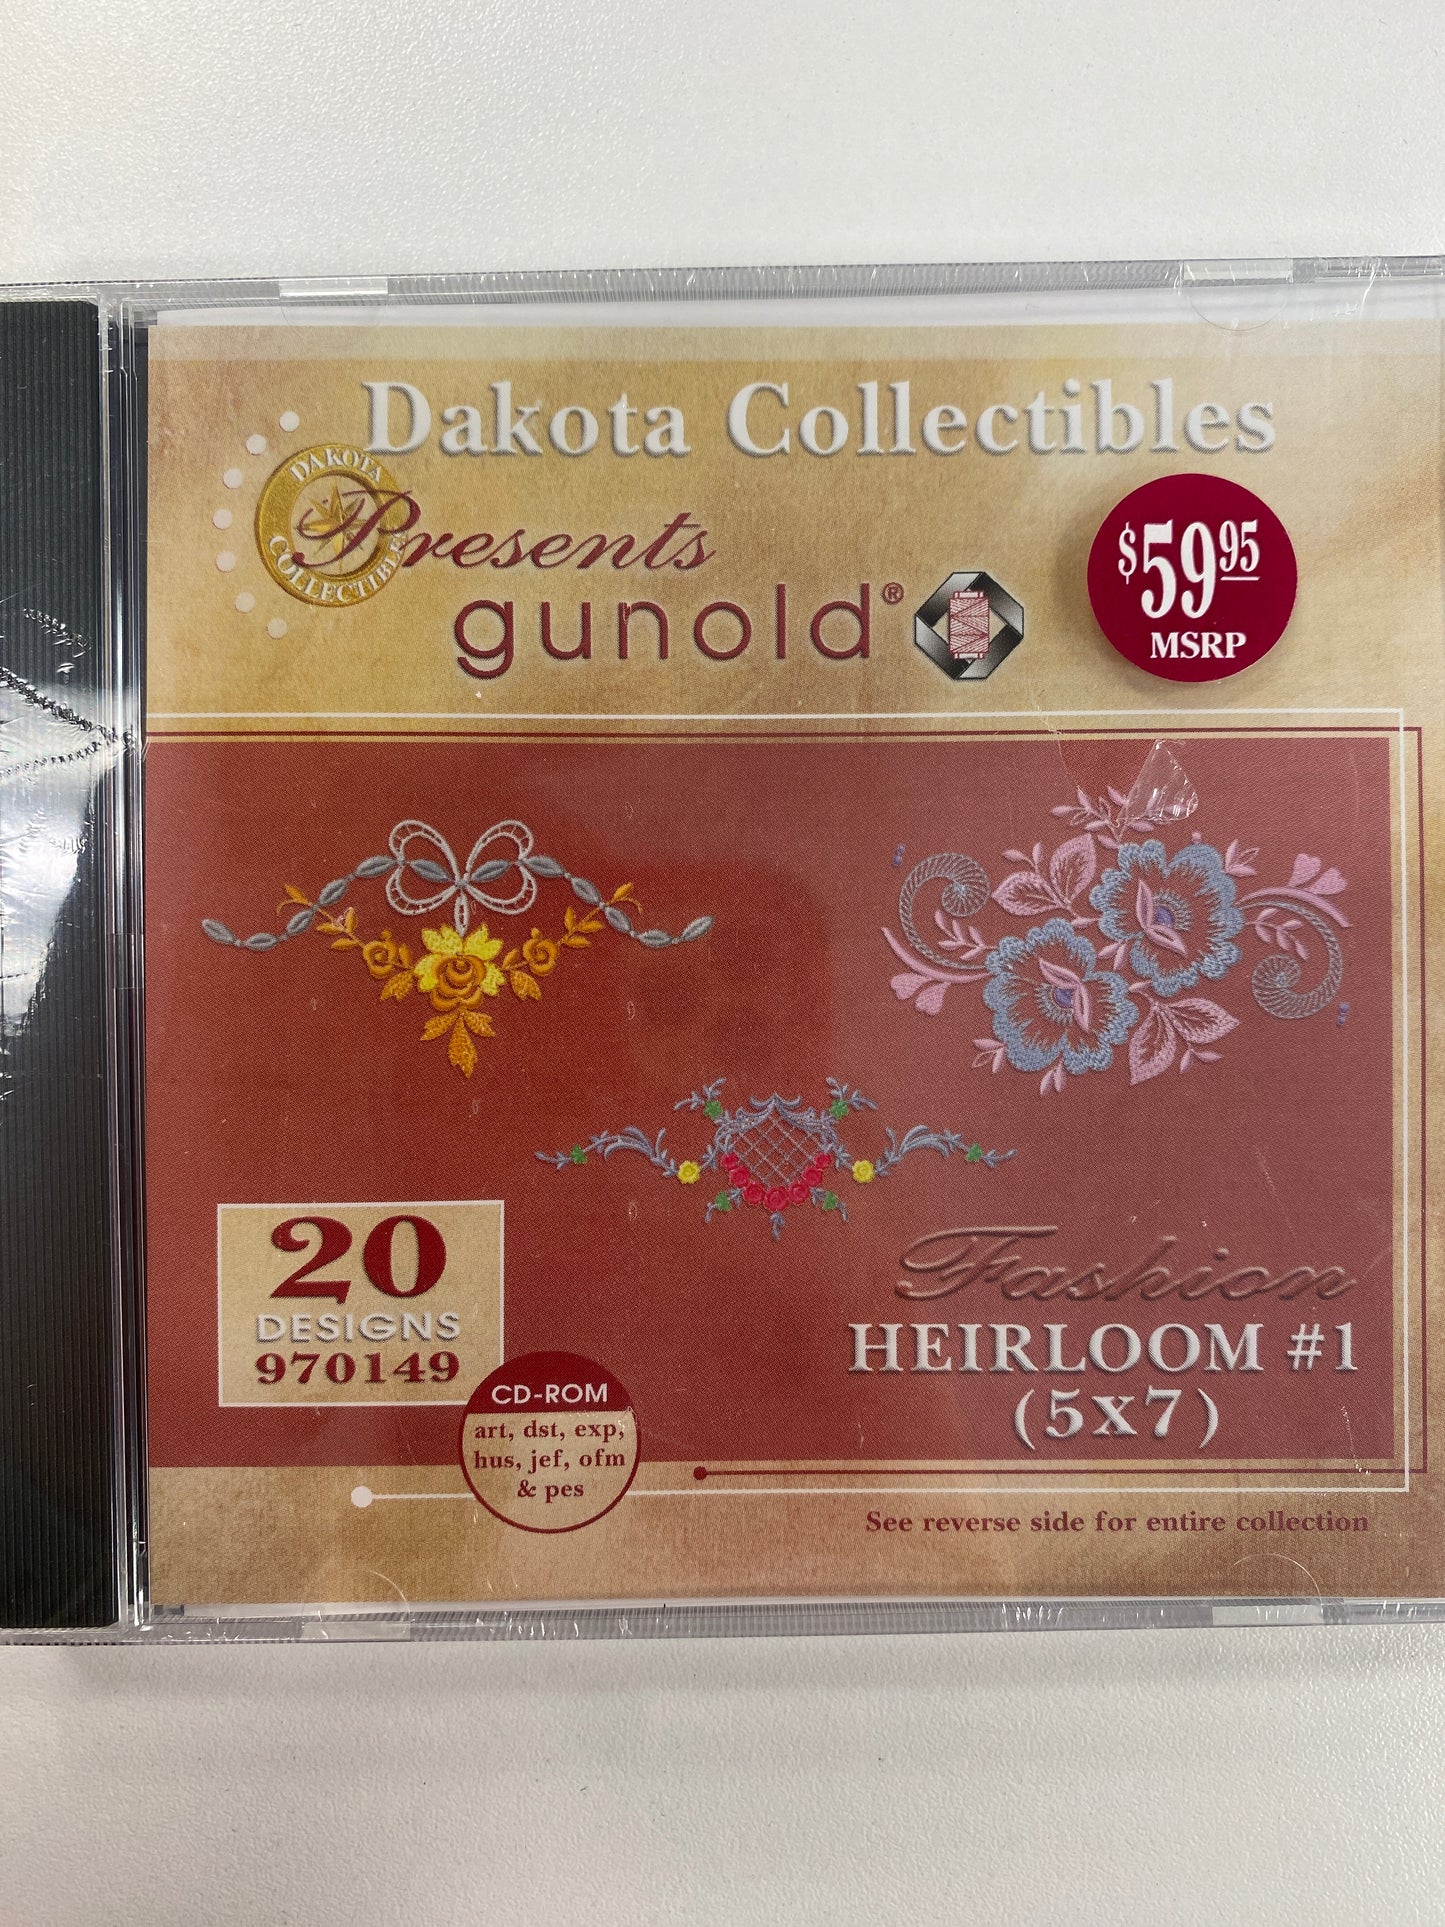 Dakota Collectibles
DAKOTA
COLLECTIBLES
Presents
gunold®
$59.95
MSRP
20
DESIGNS
970149
CD-ROM
art, dst, exp,
hus, jef, ofm
& pes
Fashion
HEIRLOOM #1
(5x7)
See reverse side for entire collection